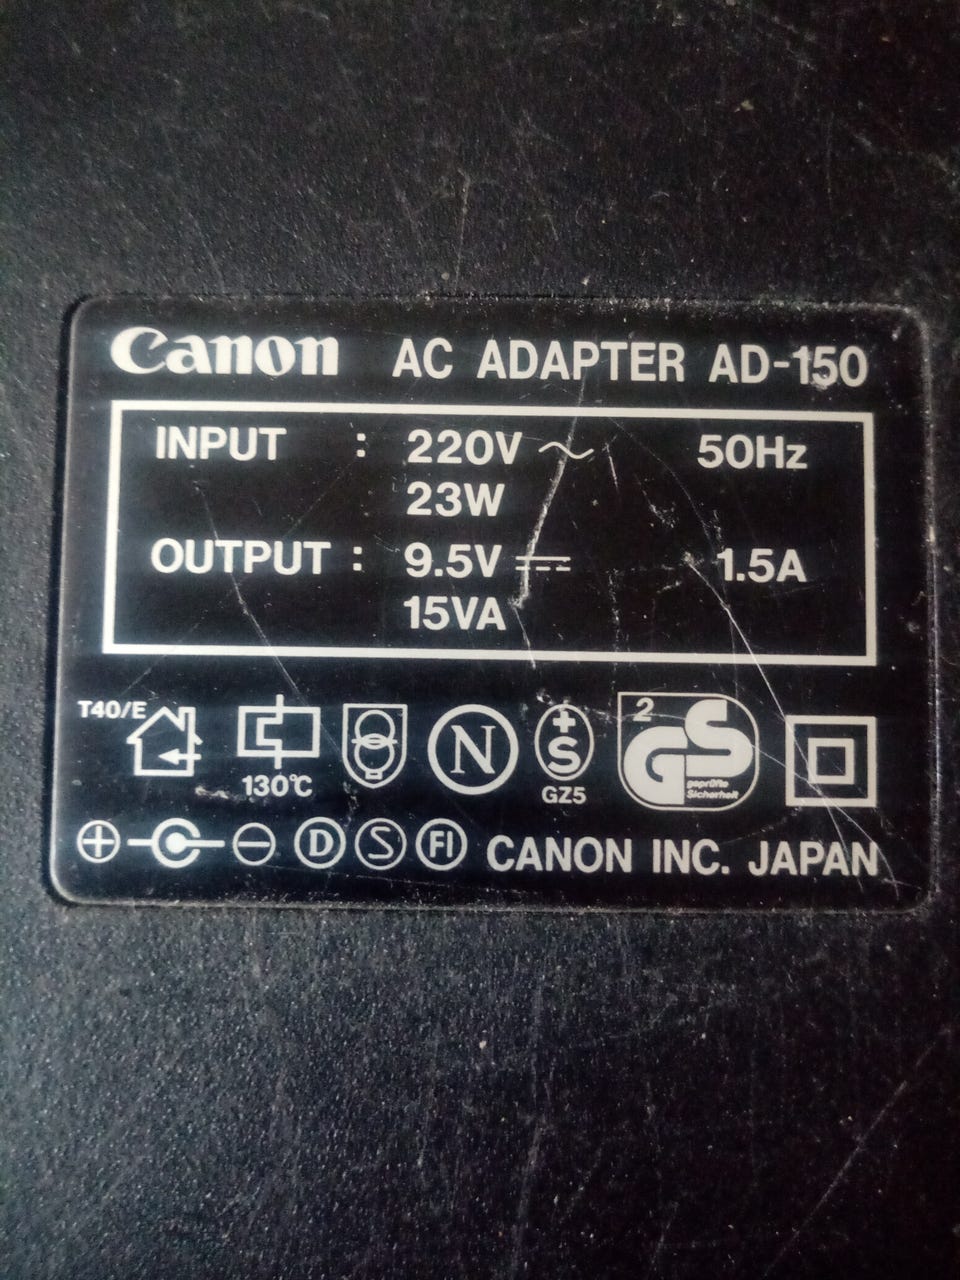 Canon AC ADAPTER AD-150
INPUT : 220V ~ 50Hz
23W
OUTPUT : 9.5V ⎓ 1.5A
15VA
T40/E
130℃
N
+S
GZ5
2
GS
geprüfte
Sicherheit
+ − D S FI CANON INC. JAPAN